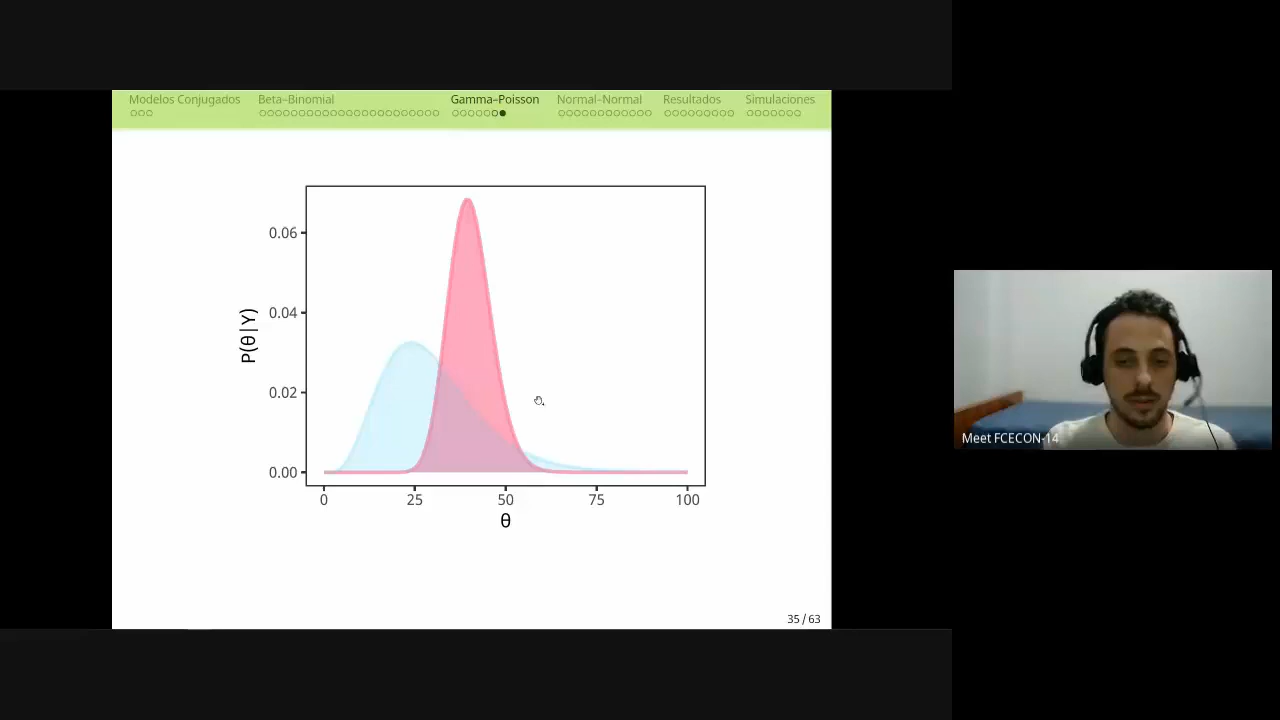 Modelos Conjugados Beta–Binomial Gamma–Poisson Normal–Normal Resultados Simulaciones
P(θ|Y)
0.06
0.04
0.02
0.00
0 25 50 75 100
θ
35 / 63
Meet FCECON-14